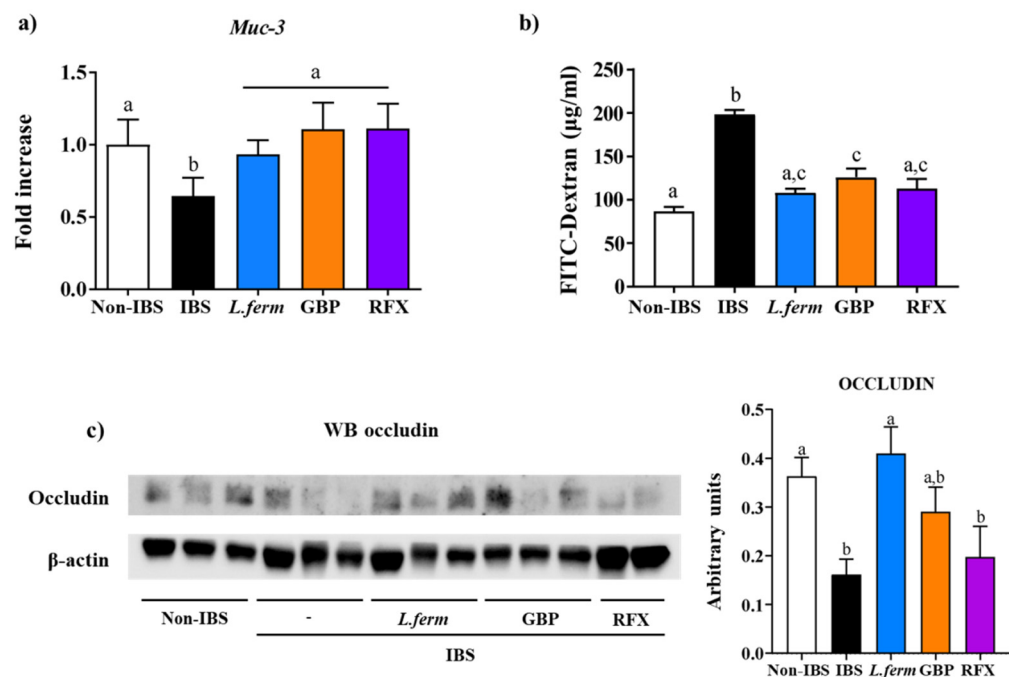 a)
Muc-3
Fold increase
1.5
1.0
0.5
0.0
a
b
a
Non-IBS IBS L.ferm GBP RFX
b)
FITC-Dextran (µg/ml)
250
200
150
100
50
0
a
b
a,c
c
a,c
Non-IBS IBS L.ferm GBP RFX
c)
WB occludin
Occludin
β-actin
Non-IBS - L.ferm GBP RFX
IBS
OCCLUDIN
Arbitrary units
0.5
0.4
0.3
0.2
0.1
0.0
a
b
a
a,b
b
Non-IBS IBS L.ferm GBP RFX